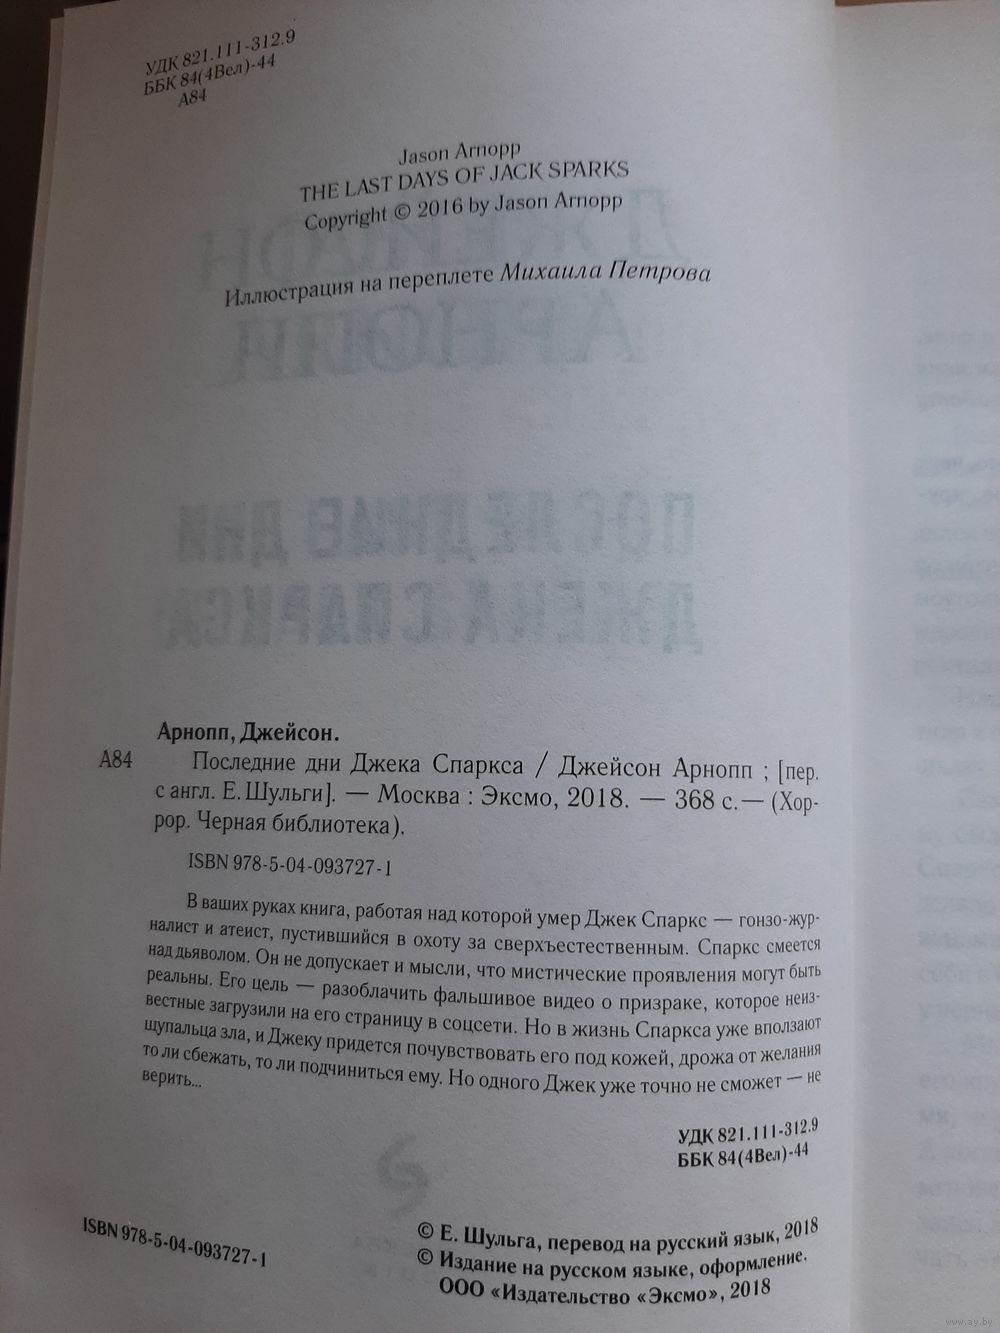 УДК 821.111-312.9
ББК 84(4Вел)-44
А84
Jason Arnopp
THE LAST DAYS OF JACK SPARKS
Copyright © 2016 by Jason Arnopp
Иллюстрация на переплете Михаила Петрова
Арнопп, Джейсон.
А84 Последние дни Джека Спаркса / Джейсон Арнопп ; [пер.
с англ. Е. Шульги]. — Москва : Эксмо, 2018. — 368 с.— (Хор-
рор. Черная библиотека).
ISBN 978-5-04-093727-1
В ваших руках книга, работая над которой умер Джек Спаркс — гонзо-жур-
налист и атеист, пустившийся в охоту за сверхъестественным. Спаркс смеется
над дьяволом. Он не допускает и мысли, что мистические проявления могут быть
реальны. Его цель — разоблачить фальшивое видео о призраке, которое неиз-
вестные загрузили на его страницу в соцсети. Но в жизнь Спаркса уже вползают
щупальца зла, и Джеку придется почувствовать его под кожей, дрожа от желания
то ли сбежать, то ли подчиниться ему. Но одного Джек уже точно не сможет — не
верить...
УДК 821.111-312.9
ББК 84(4Вел)-44
© Е. Шульга, перевод на русский язык, 2018
© Издание на русском языке, оформление.
ООО «Издательство «Эксмо», 2018
ISBN 978-5-04-093727-1
www.ay.by